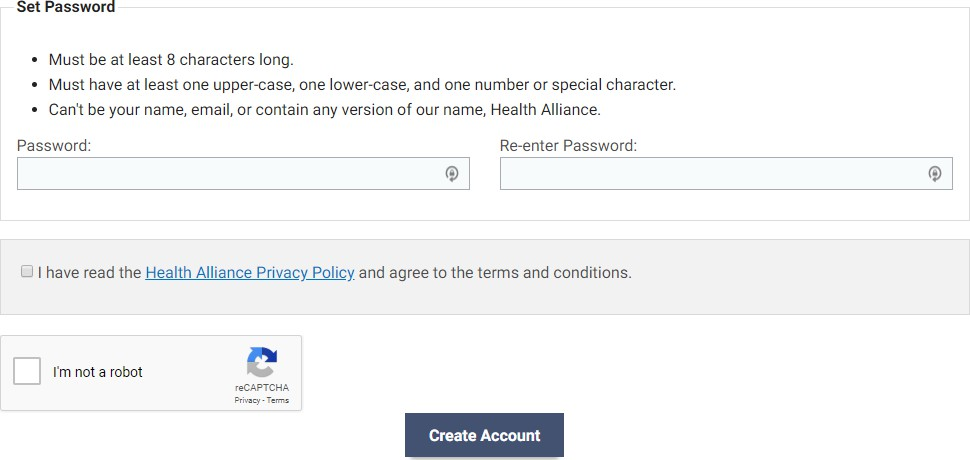 Set Password
• Must be at least 8 characters long.
• Must have at least one upper-case, one lower-case, and one number or special character.
• Can't be your name, email, or contain any version of our name, Health Alliance.
Password: Re-enter Password:
I have read the Health Alliance Privacy Policy and agree to the terms and conditions.
I'm not a robot
reCAPTCHA
Privacy - Terms
Create Account